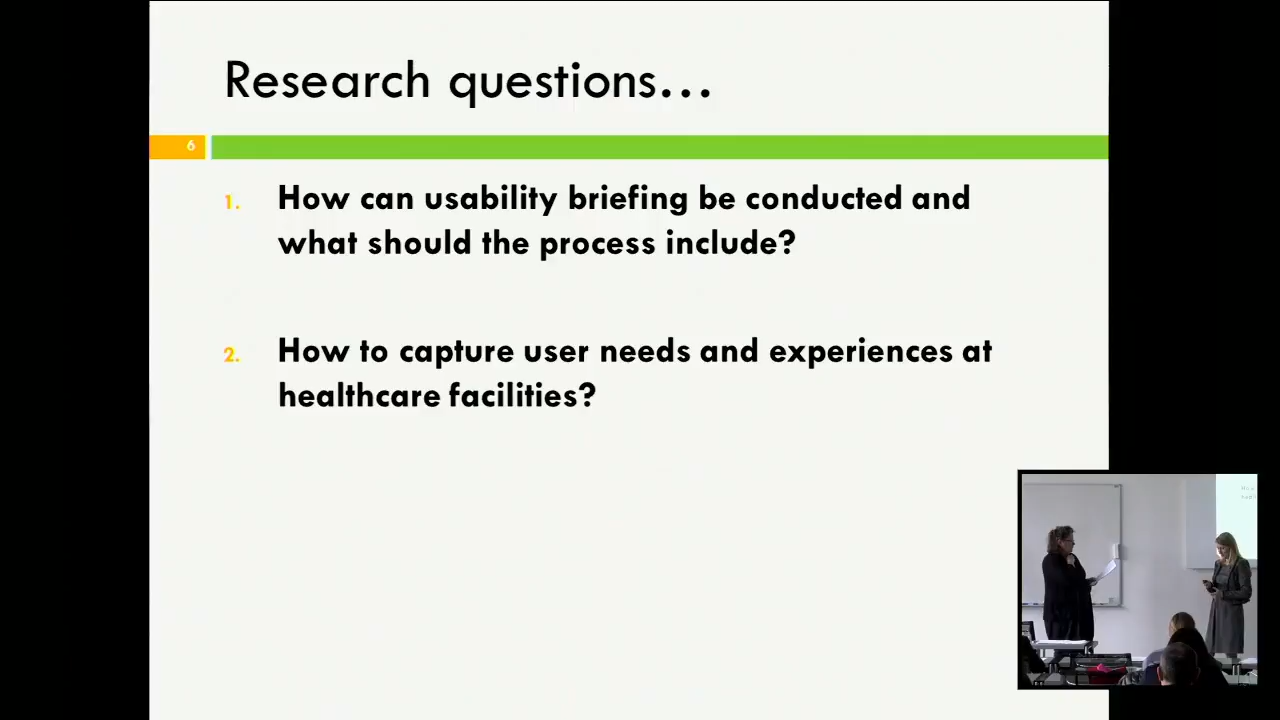 Research questions...
6
1. How can usability briefing be conducted and
what should the process include?
2. How to capture user needs and experiences at
healthcare facilities?